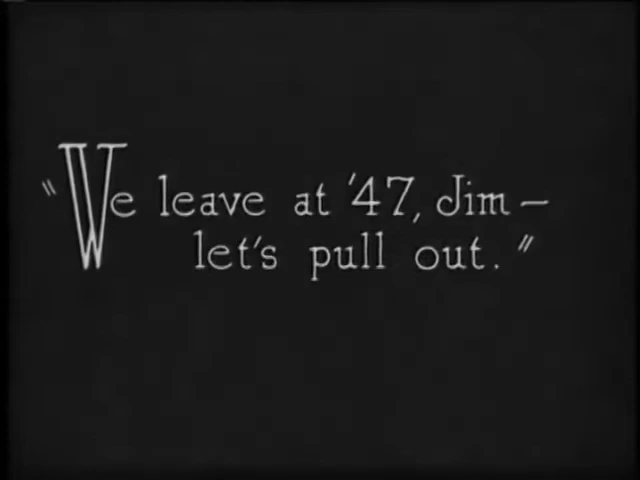 "We leave at '47, Jim—
let's pull out."